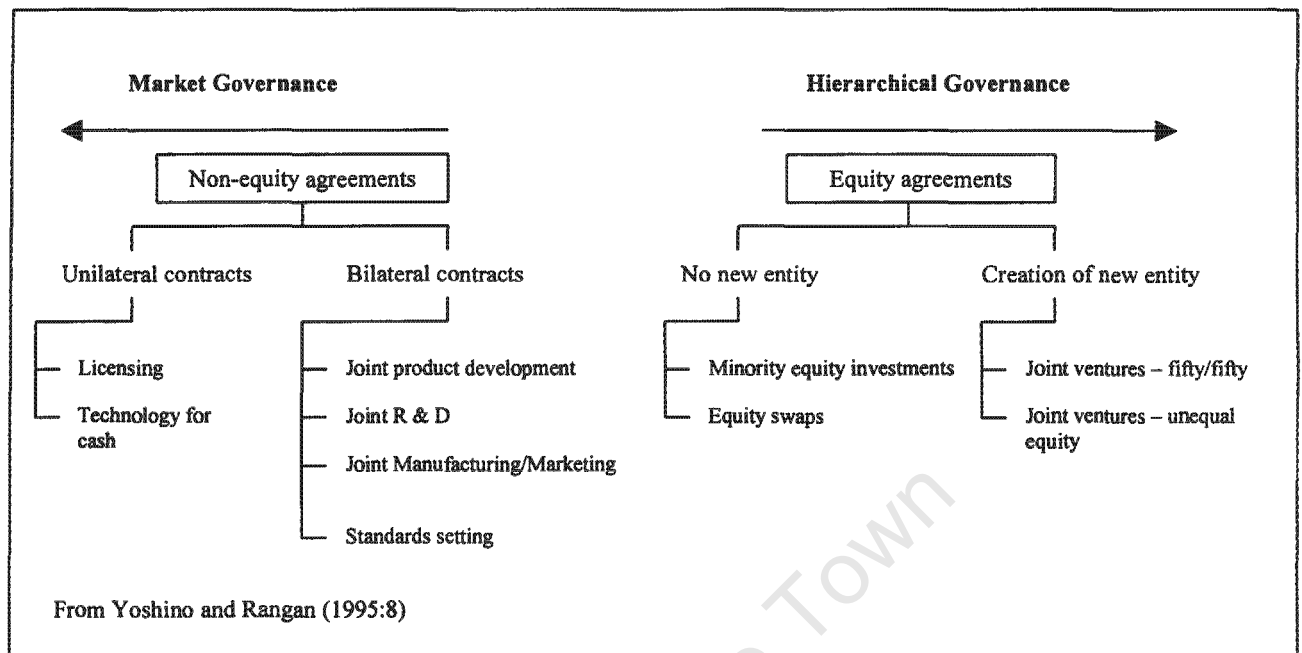 Market Governance
Hierarchical Governance
Non-equity agreements
Equity agreements
Unilateral contracts
Bilateral contracts
No new entity
Creation of new entity
Licensing
Technology for
cash
Joint product development
Joint R & D
Joint Manufacturing/Marketing
Standards setting
Minority equity investments
Equity swaps
Joint ventures – fifty/fifty
Joint ventures – unequal
equity
From Yoshino and Rangan (1995:8)
Town